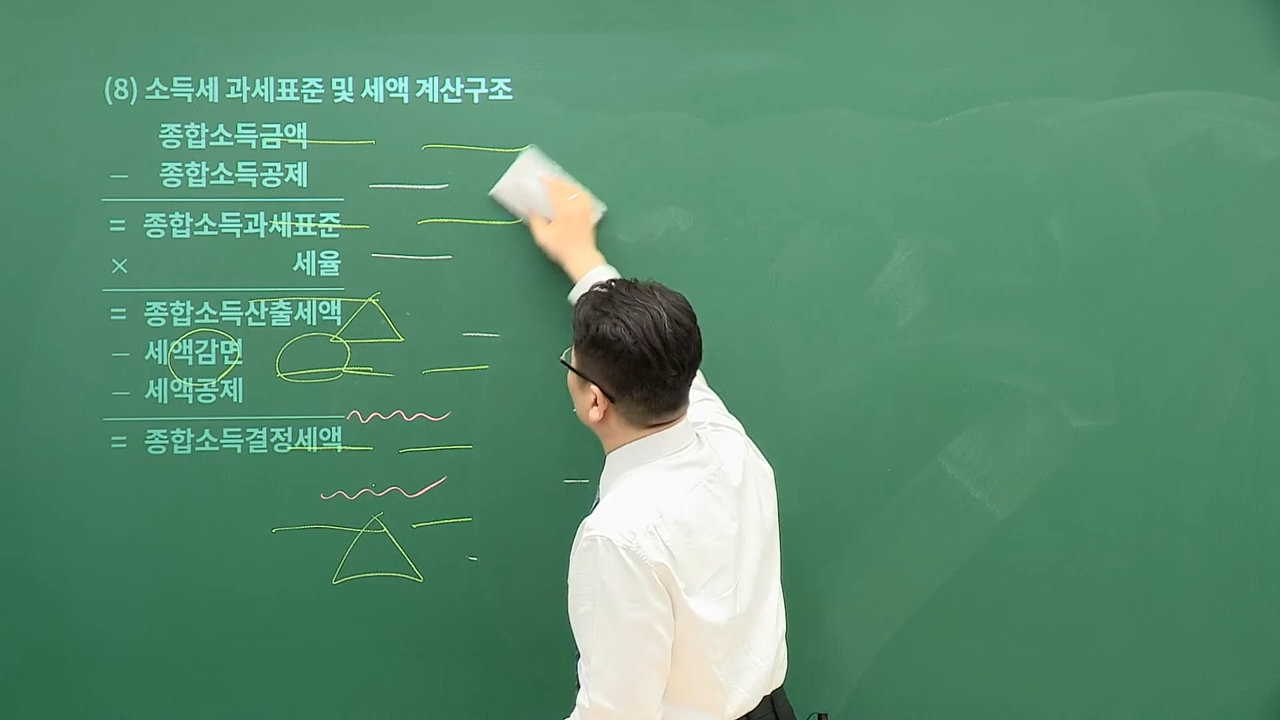 (8) 소득세 과세표준 및 세액 계산구조
종합소득금액
－ 종합소득공제
= 종합소득과세표준
× 세율
= 종합소득산출세액
－ 세액감면
－ 세액공제
= 종합소득결정세액